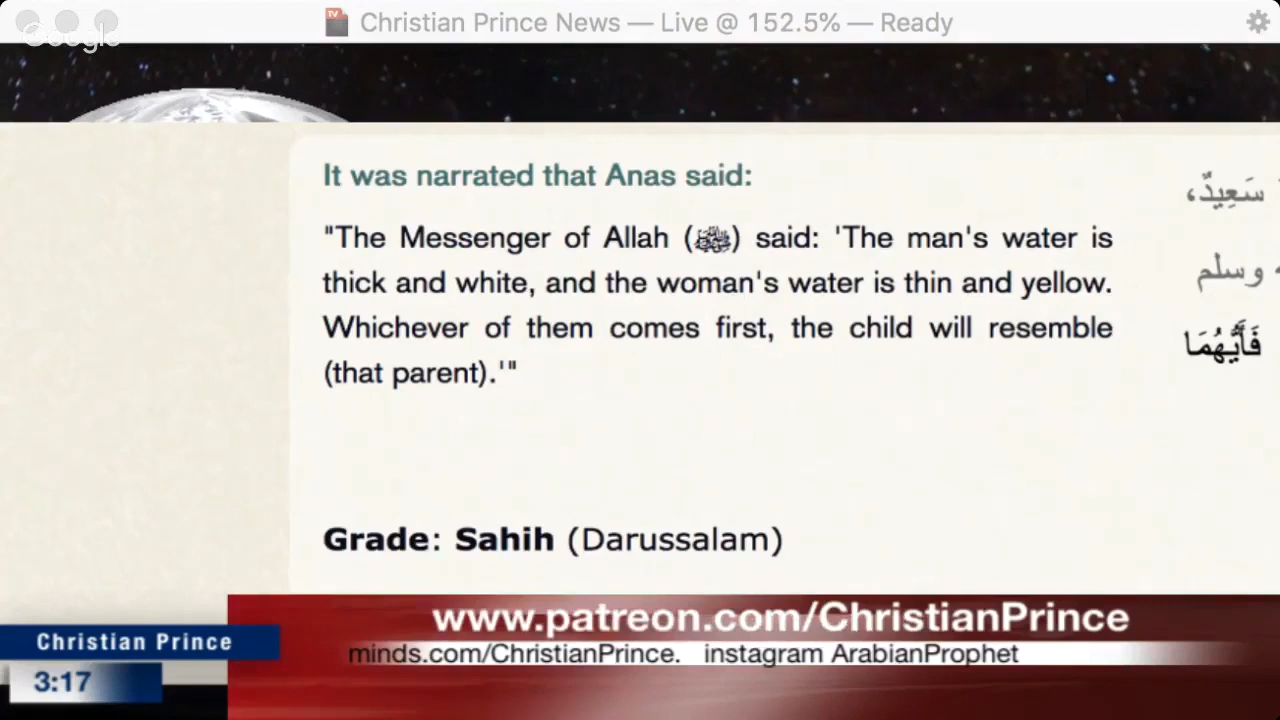 Christian Prince News — Live @ 152.5% — Ready
Google
It was narrated that Anas said:
"The Messenger of Allah (ﷺ) said: 'The man's water is
thick and white, and the woman's water is thin and yellow.
Whichever of them comes first, the child will resemble
(that parent).'"
سَعِيدٌ،
وسلم
فَأَيُّهُمَا
Grade: Sahih (Darussalam)
www.patreon.com/ChristianPrince
minds.com/ChristianPrince. instagram ArabianProphet
Christian Prince
3:17